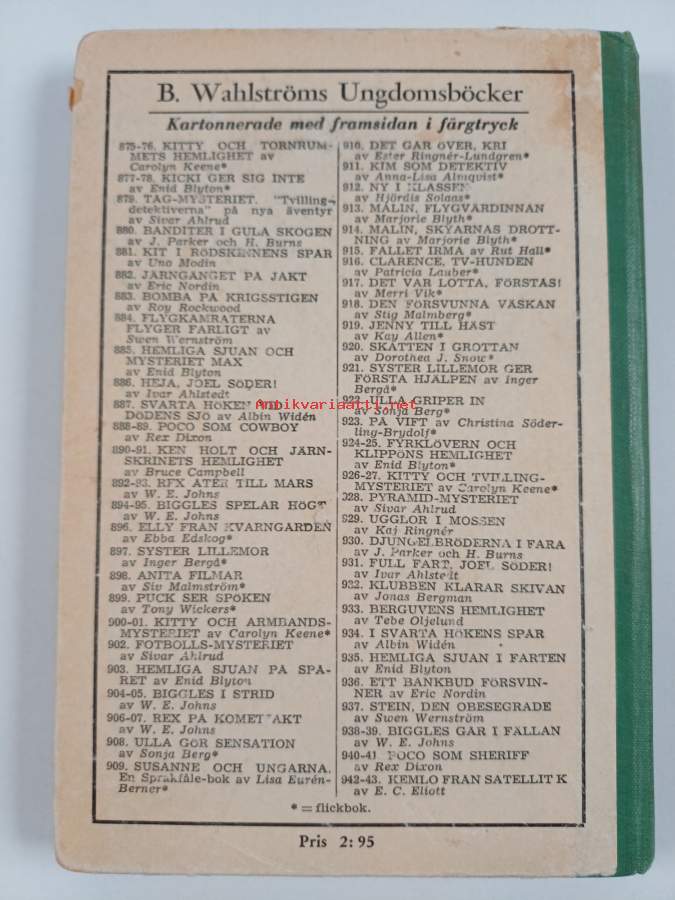 B. Wahlströms Ungdomsböcker
Kartonnerade med framsidan i färgtryck
875-76. KITTY OCH TORNRUM-
METS HEMLIGHET av
Carolyn Keene*
877-78. KICKI GER SIG INTE
av Enid Blyton*
879. TAG-MYSTERIET. "Tvilling-
detektiverna" på nya äventyr
av Sivar Ahlrud
880. BANDITER I GULA SKOGEN
av J. Parker och H. Burns
881. KIT I RÖDSKINNENS SPÅR
av Uno Modin
882. JÄRNGÄNGET PÅ JAKT
av Eric Nordin
883. BOMBA PÅ KRIGSSTIGEN
av Roy Rockwood
884. FLYGKAMRATERNA
FLYGER FARLIGT av
Swen Wernström
885. HEMLIGA SJUAN OCH
MYSTERIET MAX
av Enid Blyton
886. HEJA, JOEL SÖDER!
av Ivar Ahlstedt
887. SVARTA HÖKEN VID
DÖDENS SJÖ av Albin Widén
888-89. POCO SOM COWBOY
av Rex Dixon
890-91. KEN HOLT OCH JÄRN-
SKRINETS HEMLIGHET
av Bruce Campbell
892-93. REX ÅTER TILL MARS
av W. E. Johns
894-95. BIGGLES SPELAR HÖGT
av W. E. Johns
896. ELLY FRÅN KVARNGÅRDEN
av Ebba Edskog*
897. SYSTER LILLEMOR
av Inger Bergå*
898. ANITA FILMAR
av Siv Malmström*
899. PUCK SER SPÖKEN
av Tony Wickers*
900-01. KITTY OCH ARMBANDS-
MYSTERIET av Carolyn Keene*
902. FOTBOLLS-MYSTERIET
av Sivar Ahlrud
903. HEMLIGA SJUAN PÅ SPÅ-
RET av Enid Blyton
904-05. BIGGLES I STRID
av W. E. Johns
906-07. REX PÅ KOMETJAKT
av W. E. Johns
908. ULLA GÖR SENSATION
av Sonja Berg*
909. SUSANNE OCH UNGARNA.
En Språkfåle-bok av Lisa Eurén-
Berner*
910. DET GÅR ÖVER, KRI
av Ester Ringnér-Lundgren*
911. KIM SOM DETEKTIV
av Anna-Lisa Almqvist*
912. NY I KLASSEN
av Hjördis Solans*
913. MALIN, FLYGVÄRDINNAN
av Marjorie Blyth*
914. MALIN, SKYARNAS DROTT-
NING av Marjorie Blyth*
915. FALLET IRMA av Rut Hall*
916. CLARENCE, TV-HUNDEN
av Patricia Lauber*
917. DET VAR LOTTA, FÖRSTÅS!
av Merri Vik*
918. DEN FÖRSVUNNA VÄSKAN
av Stig Malmberg*
919. JENNY TILL HÄST
av Kay Allen*
920. SKATTEN I GROTTAN
av Dorothea J. Snow*
921. SYSTER LILLEMOR GER
FÖRSTA HJÄLPEN av Inger
Bergå*
922. ULLA GRIPER IN
av Sonja Berg*
923. PÅ VIFT av Christina Söder-
ling-Brydolf*
924-25. FYRKLÖVERN OCH
KLIPPÖNS HEMLIGHET
av Enid Blyton*
926-27. KITTY OCH TVILLING-
MYSTERIET av Carolyn Keene*
928. PYRAMID-MYSTERIET
av Sivar Ahlrud
929. UGGLOR I MOSSEN
av Kaj Ringnér
930. DJUNGELBRÖDERNA I FARA
av J. Parker och H. Burns
931. FULL FART, JOEL SÖDER!
av Ivar Ahlstedt
932. KLUBBEN KLARAR SKIVAN
av Jonas Bergman
933. BERGUVENS HEMLIGHET
av Tebe Oljelund
934. I SVARTA HÖKENS SPÅR
av Albin Widén
935. HEMLIGA SJUAN I FARTEN
av Enid Blyton
936. ETT BANKBUD FÖRSVIN-
NER av Eric Nordin
937. STEIN, DEN OBESEGRADE
av Swen Wernström
938-39. BIGGLES GÅR I FÄLLAN
av W. E. Johns
940-41 POCO SOM SHERIFF
av Rex Dixon
942-43. KEMLO FRÅN SATELLIT K
av E. C. Eliott
* = flickbok.
Pris 2:95
Antikvariaatti.net